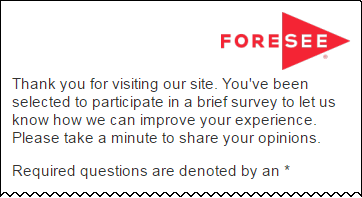 FORESEE
®
Thank you for visiting our site. You've been
selected to participate in a brief survey to let us
know how we can improve your experience.
Please take a minute to share your opinions.
Required questions are denoted by an *